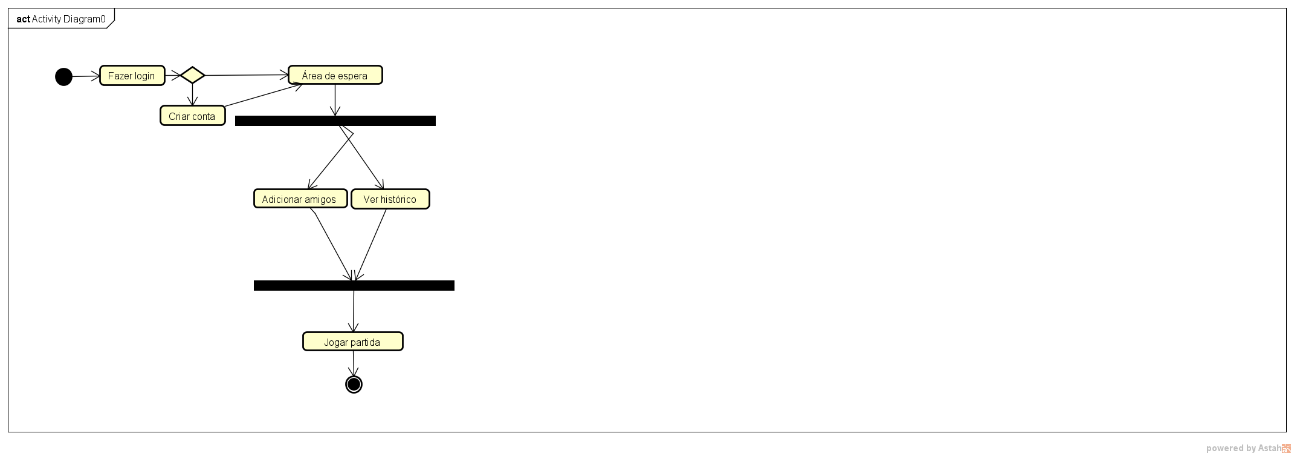 act Activity Diagram0
Fazer login
Área de espera
Criar conta
Adicionar amigos
Ver histórico
Jogar partida
powered by Astah